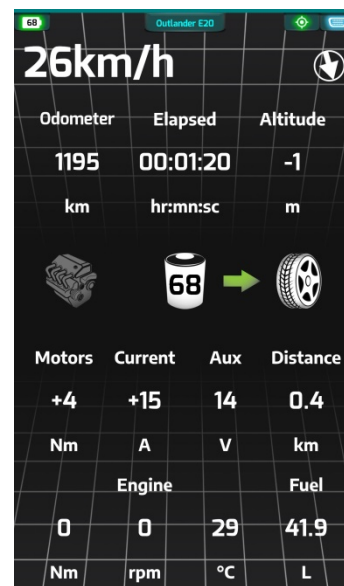 68 Outlander E20
26km/h
Odometer Elapsed Altitude
1195 00:01:20 -1
km hr:mn:sc m
68
Motors Current Aux Distance
+4 +15 14 0.4
Nm A V km
Engine Fuel
0 0 29 41.9
Nm rpm °C L